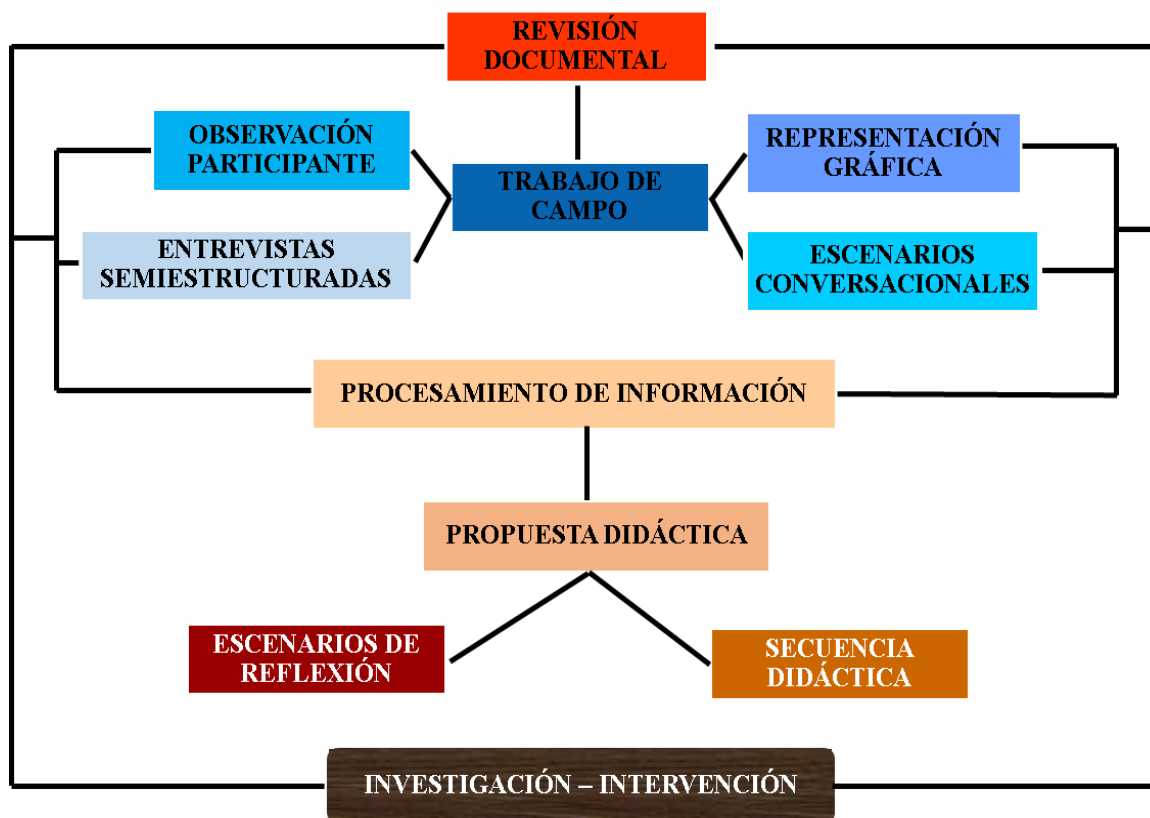 REVISIÓN
DOCUMENTAL
OBSERVACIÓN
PARTICIPANTE
REPRESENTACIÓN
GRÁFICA
TRABAJO DE
CAMPO
ENTREVISTAS
SEMIESTRUCTURADAS
ESCENARIOS
CONVERSACIONALES
PROCESAMIENTO DE INFORMACIÓN
PROPUESTA DIDÁCTICA
ESCENARIOS DE
REFLEXIÓN
SECUENCIA
DIDÁCTICA
INVESTIGACIÓN – INTERVENCIÓN